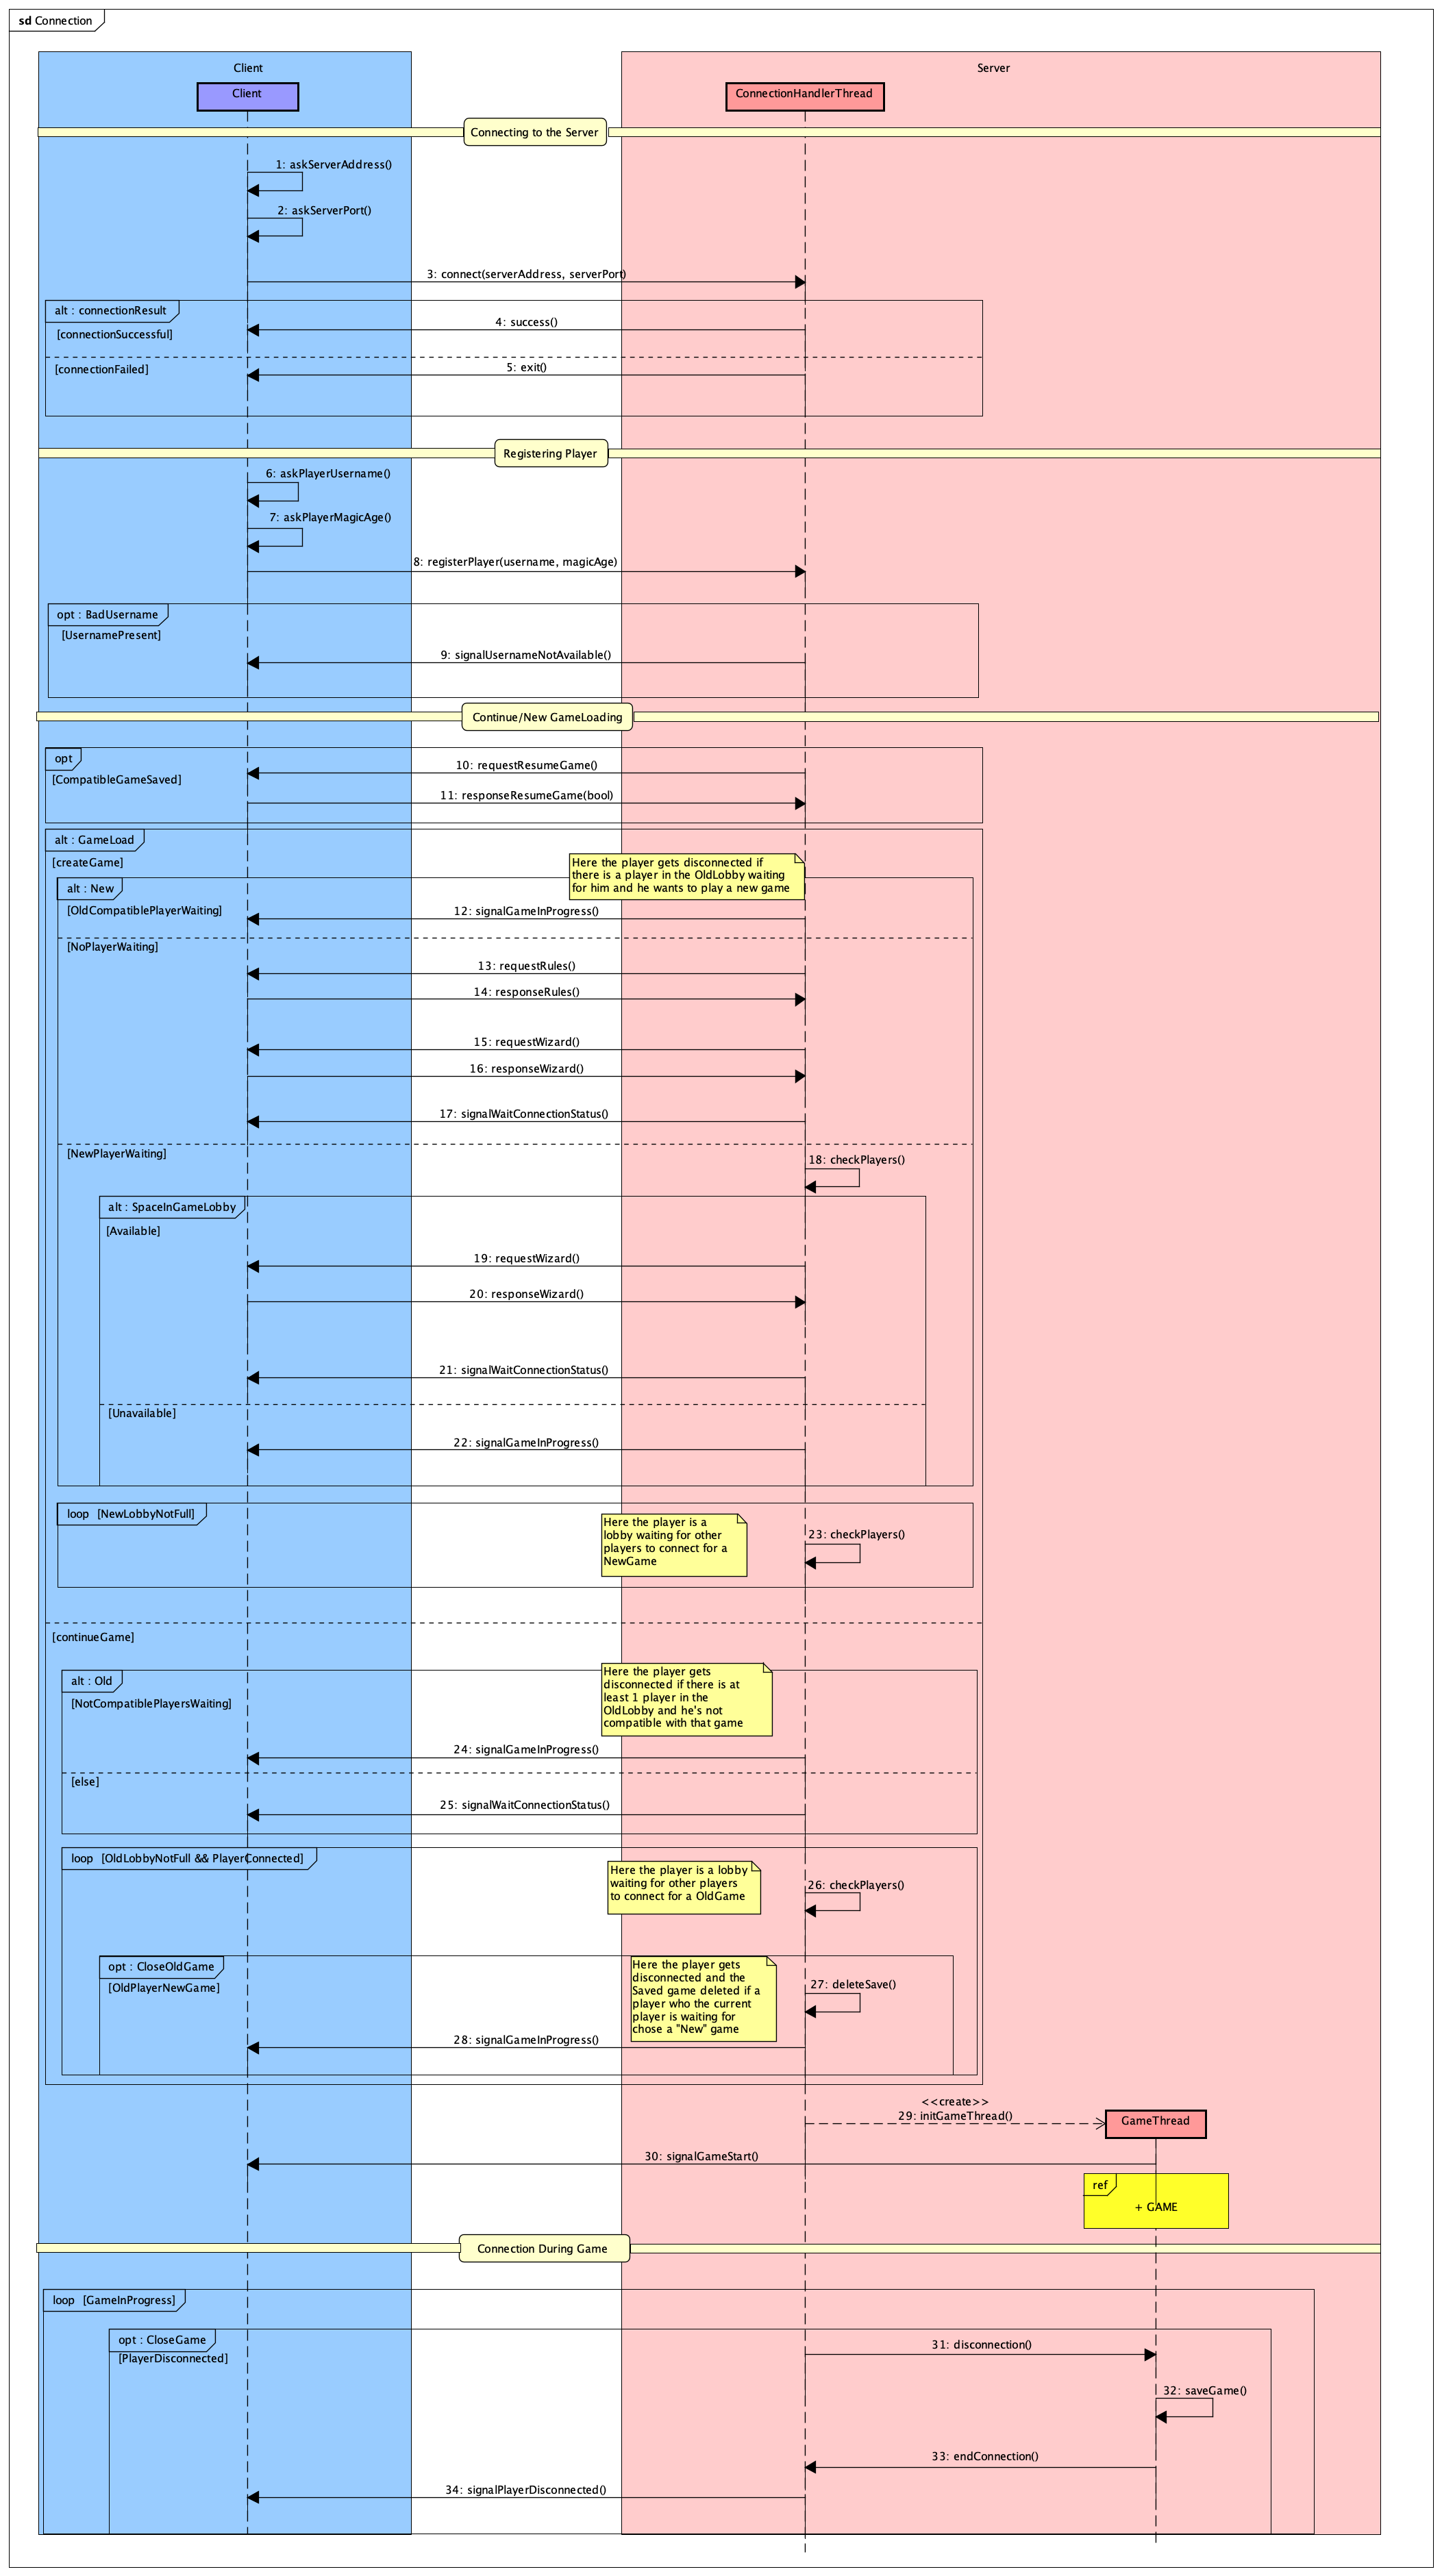 sd Connection
Client
Server
Client
ConnectionHandlerThread
Connecting to the Server
1: askServerAddress()
2: askServerPort()
3: connect(serverAddress, serverPort)
alt : connectionResult
4: success()
[connectionSuccessful]
5: exit()
[connectionFailed]
Registering Player
6: askPlayerUsername()
7: askPlayerMagicAge()
8: registerPlayer(username, magicAge)
opt : BadUsername
[UsernamePresent]
9: signalUsernameNotAvailable()
Continue/New GameLoading
opt
10: requestResumeGame()
[CompatibleGameSaved]
11: responseResumeGame(bool)
alt : GameLoad
[createGame]
Here the player gets disconnected if
there is a player in the OldLobby waiting
for him and he wants to play a new game
alt : New
[OldCompatiblePlayerWaiting]
12: signalGameInProgress()
[NoPlayerWaiting]
13: requestRules()
14: responseRules()
15: requestWizard()
16: responseWizard()
17: signalWaitConnectionStatus()
[NewPlayerWaiting]
18: checkPlayers()
alt : SpaceInGameLobby
[Available]
19: requestWizard()
20: responseWizard()
21: signalWaitConnectionStatus()
[Unavailable]
22: signalGameInProgress()
loop [NewLobbyNotFull]
Here the player is a
lobby waiting for other
players to connect for a
NewGame
23: checkPlayers()
[continueGame]
alt : Old
[NotCompatiblePlayersWaiting]
Here the player gets
disconnected if there is at
least 1 player in the
OldLobby and he's not
compatible with that game
24: signalGameInProgress()
[else]
25: signalWaitConnectionStatus()
loop [OldLobbyNotFull && PlayerConnected]
Here the player is a lobby
waiting for other players
to connect for a OldGame
26: checkPlayers()
opt : CloseOldGame
[OldPlayerNewGame]
Here the player gets
disconnected and the
Saved game deleted if a
player who the current
player is waiting for
chose a "New" game
27: deleteSave()
28: signalGameInProgress()
<<create>>
29: initGameThread()
GameThread
30: signalGameStart()
ref
+ GAME
Connection During Game
loop [GameInProgress]
opt : CloseGame
[PlayerDisconnected]
31: disconnection()
32: saveGame()
33: endConnection()
34: signalPlayerDisconnected()